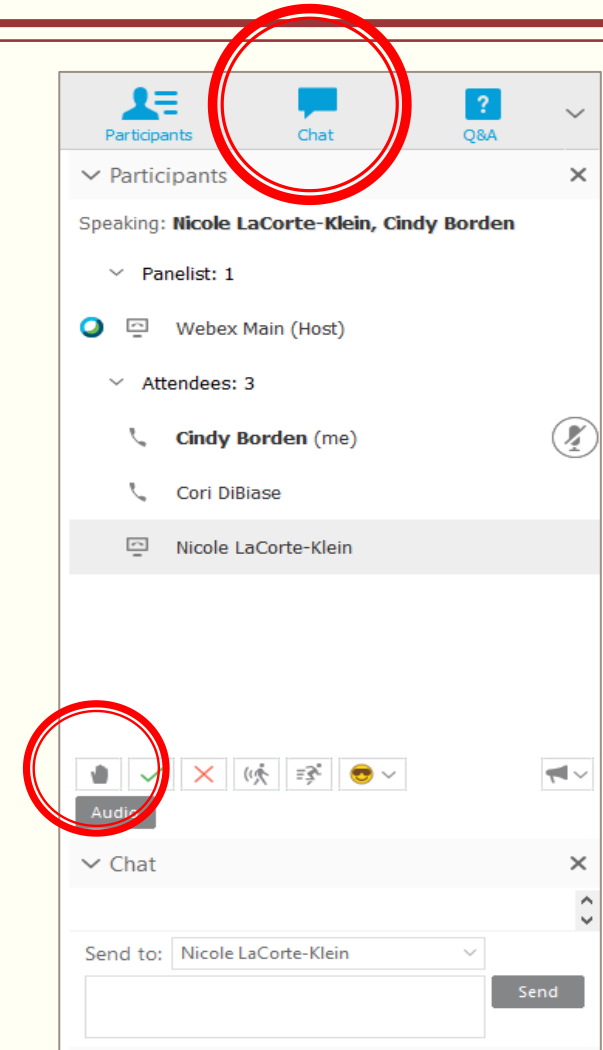 Participants Chat ? Q&A
Participants
Speaking: Nicole LaCorte-Klein, Cindy Borden
Panelist: 1
Webex Main (Host)
Attendees: 3
Cindy Borden (me)
Cori DiBiase
Nicole LaCorte-Klein
Audio
Chat
Send to: Nicole LaCorte-Klein
Send